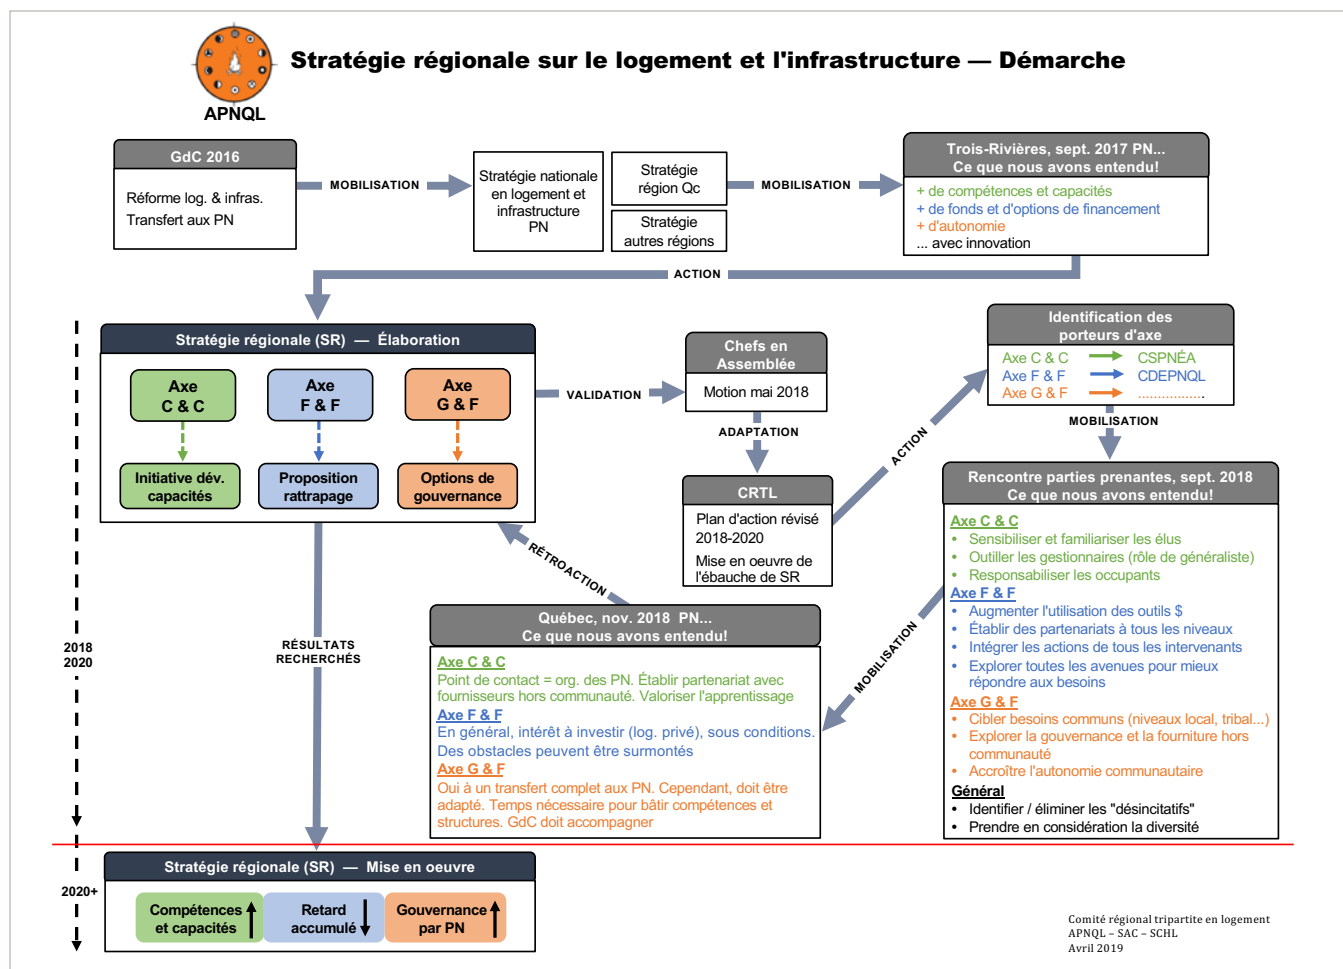 Stratégie régionale sur le logement et l'infrastructure — Démarche
APNQL
GdC 2016
Réforme log. & infras.
Transfert aux PN
MOBILISATION
Stratégie nationale
en logement et
infrastructure
PN
Stratégie
région Qc
Stratégie
autres régions
MOBILISATION
Trois-Rivières, sept. 2017 PN...
Ce que nous avons entendu!
+ de compétences et capacités
+ de fonds et d'options de financement
+ d'autonomie
... avec innovation
ACTION
Stratégie régionale (SR) — Élaboration
Axe
C & C
Axe
F & F
Axe
G & F
Initiative dév.
capacités
Proposition
rattrapage
Options de
gouvernance
VALIDATION
Chefs en
Assemblée
Motion mai 2018
ADAPTATION
CRTL
Plan d'action révisé
2018-2020
Mise en oeuvre de
l'ébauche de SR
ACTION
Identification des
porteurs d'axe
Axe C & C CSPNÉA
Axe F & F CDEPNQL
Axe G & F ................
MOBILISATION
Rencontre parties prenantes, sept. 2018
Ce que nous avons entendu!
Axe C & C
• Sensibiliser et familiariser les élus
• Outiller les gestionnaires (rôle de généraliste)
• Responsabiliser les occupants
Axe F & F
• Augmenter l'utilisation des outils $
• Établir des partenariats à tous les niveaux
• Intégrer les actions de tous les intervenants
• Explorer toutes les avenues pour mieux
répondre aux besoins
Axe G & F
• Cibler besoins communs (niveaux local, tribal...)
• Explorer la gouvernance et la fourniture hors
communauté
• Accroître l'autonomie communautaire
Général
• Identifier / éliminer les "désincitatifs"
• Prendre en considération la diversité
MOBILISATION
Québec, nov. 2018 PN...
Ce que nous avons entendu!
Axe C & C
Point de contact = org. des PN. Établir partenariat avec
fournisseurs hors communauté. Valoriser l'apprentissage
Axe F & F
En général, intérêt à investir (log. privé), sous conditions.
Des obstacles peuvent être surmontés
Axe G & F
Oui à un transfert complet aux PN. Cependant, doit être
adapté. Temps nécessaire pour bâtir compétences et
structures. GdC doit accompagner
RÉTROACTION
RÉSULTATS
RECHERCHÉS
2018
2020
2020+
Stratégie régionale (SR) — Mise en oeuvre
Compétences
et capacités
Retard
accumulé
Gouvernance
par PN
Comité régional tripartite en logement
APNQL – SAC – SCHL
Avril 2019